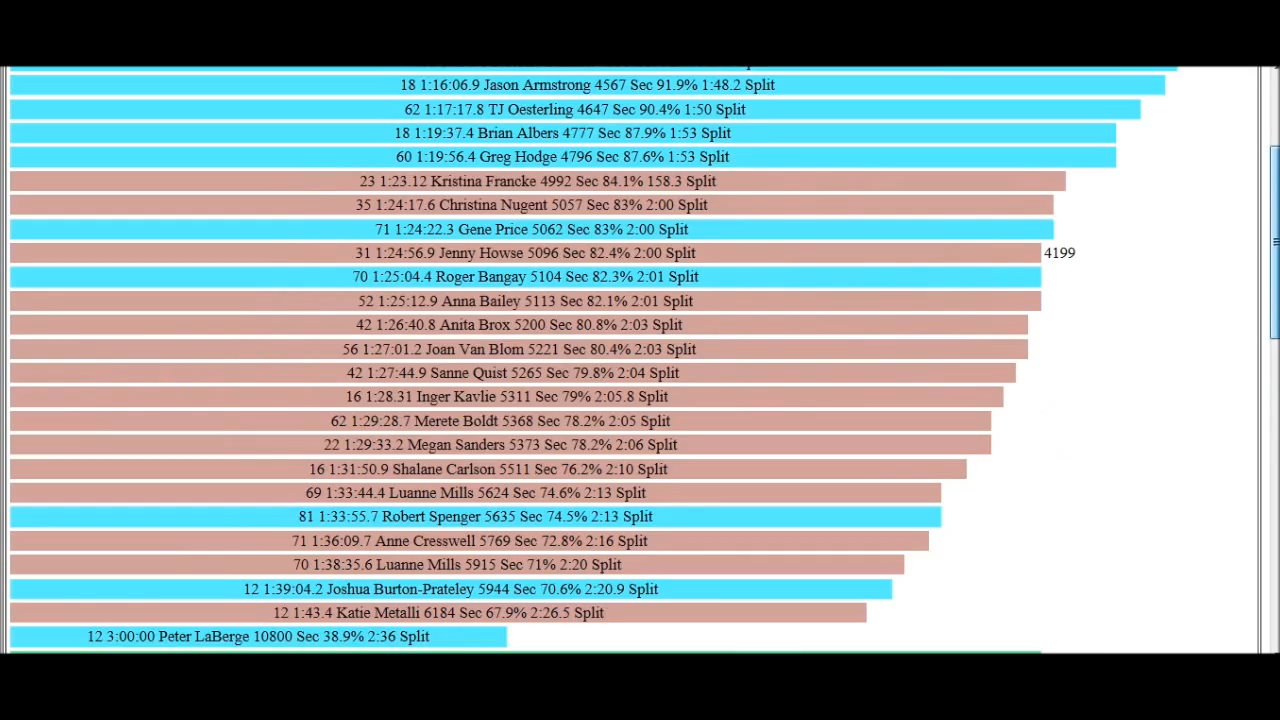 18 1:16:06.9 Jason Armstrong 4567 Sec 91.9% 1:48.2 Split
62 1:17:17.8 TJ Oesterling 4647 Sec 90.4% 1:50 Split
18 1:19:37.4 Brian Albers 4777 Sec 87.9% 1:53 Split
60 1:19:56.4 Greg Hodge 4796 Sec 87.6% 1:53 Split
23 1:23.12 Kristina Francke 4992 Sec 84.1% 158.3 Split
35 1:24:17.6 Christina Nugent 5057 Sec 83% 2:00 Split
71 1:24:22.3 Gene Price 5062 Sec 83% 2:00 Split
31 1:24:56.9 Jenny Howse 5096 Sec 82.4% 2:00 Split 4199
70 1:25:04.4 Roger Bangay 5104 Sec 82.3% 2:01 Split
52 1:25:12.9 Anna Bailey 5113 Sec 82.1% 2:01 Split
42 1:26:40.8 Anita Brox 5200 Sec 80.8% 2:03 Split
56 1:27:01.2 Joan Van Blom 5221 Sec 80.4% 2:03 Split
42 1:27:44.9 Sanne Quist 5265 Sec 79.8% 2:04 Split
16 1:28.31 Inger Kavlie 5311 Sec 79% 2:05.8 Split
62 1:29:28.7 Merete Boldt 5368 Sec 78.2% 2:05 Split
22 1:29:33.2 Megan Sanders 5373 Sec 78.2% 2:06 Split
16 1:31:50.9 Shalane Carlson 5511 Sec 76.2% 2:10 Split
69 1:33:44.4 Luanne Mills 5624 Sec 74.6% 2:13 Split
81 1:33:55.7 Robert Spenger 5635 Sec 74.5% 2:13 Split
71 1:36:09.7 Anne Cresswell 5769 Sec 72.8% 2:16 Split
70 1:38:35.6 Luanne Mills 5915 Sec 71% 2:20 Split
12 1:39:04.2 Joshua Burton-Prateley 5944 Sec 70.6% 2:20.9 Split
12 1:43.4 Katie Metalli 6184 Sec 67.9% 2:26.5 Split
12 3:00:00 Peter LaBerge 10800 Sec 38.9% 2:36 Split